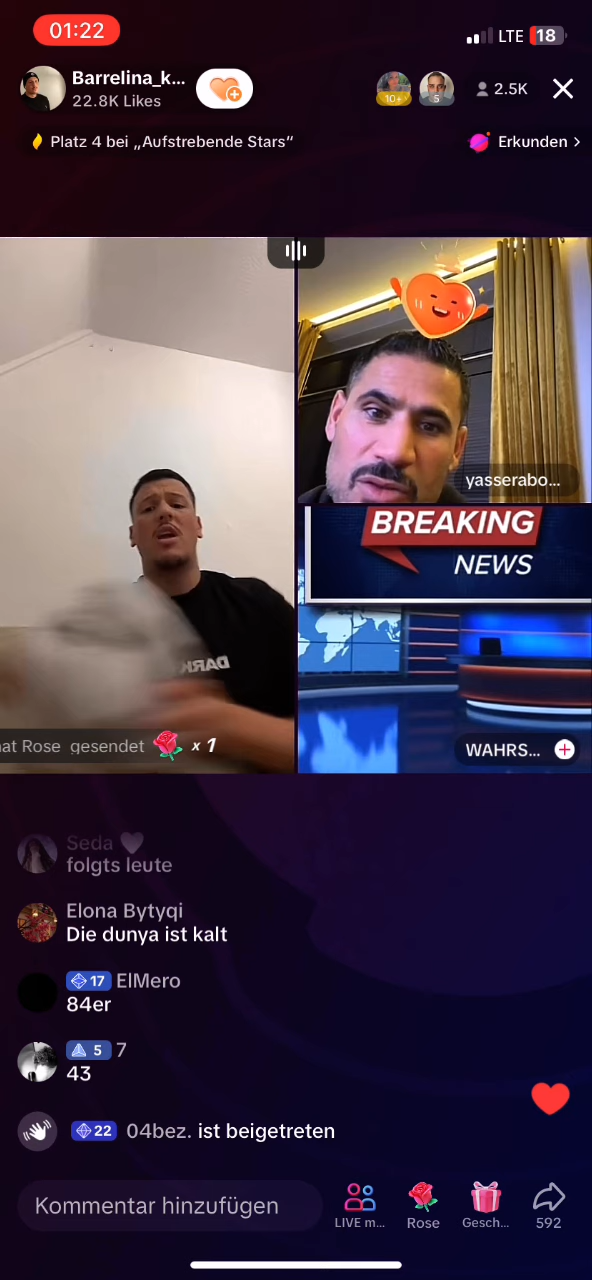 01:22
LTE 18
Barrelina_k...
22.8K Likes
10+
5
2.5K
Platz 4 bei „Aufstrebende Stars“
Erkunden >
yasserabo...
BREAKING
NEWS
DARK
at Rose gesendet x 1
WAHRS...
Seda
folgts leute
Elona Bytyqi
Die dunya ist kalt
17 ElMero
84er
5 7
43
22 04bez. ist beigetreten
Kommentar hinzufügen
LIVE m...
Rose
Gesch...
592